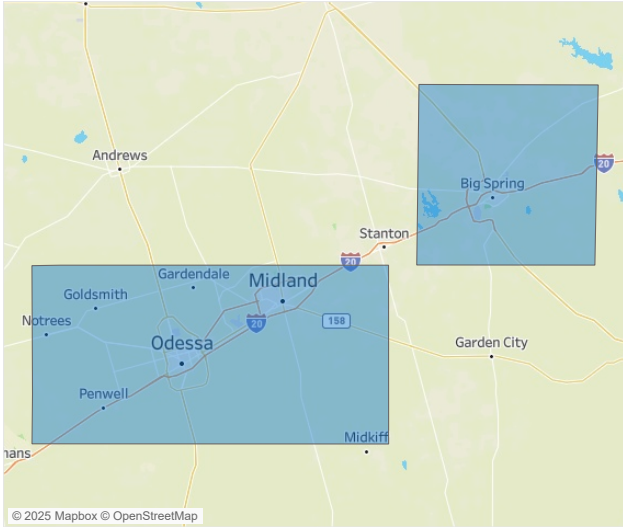 Andrews
20
Big Spring
Stanton
20
Gardendale
Midland
Goldsmith
Notrees
20
158
Odessa
Garden City
Penwell
Midkiff
nans
© 2025 Mapbox © OpenStreetMap